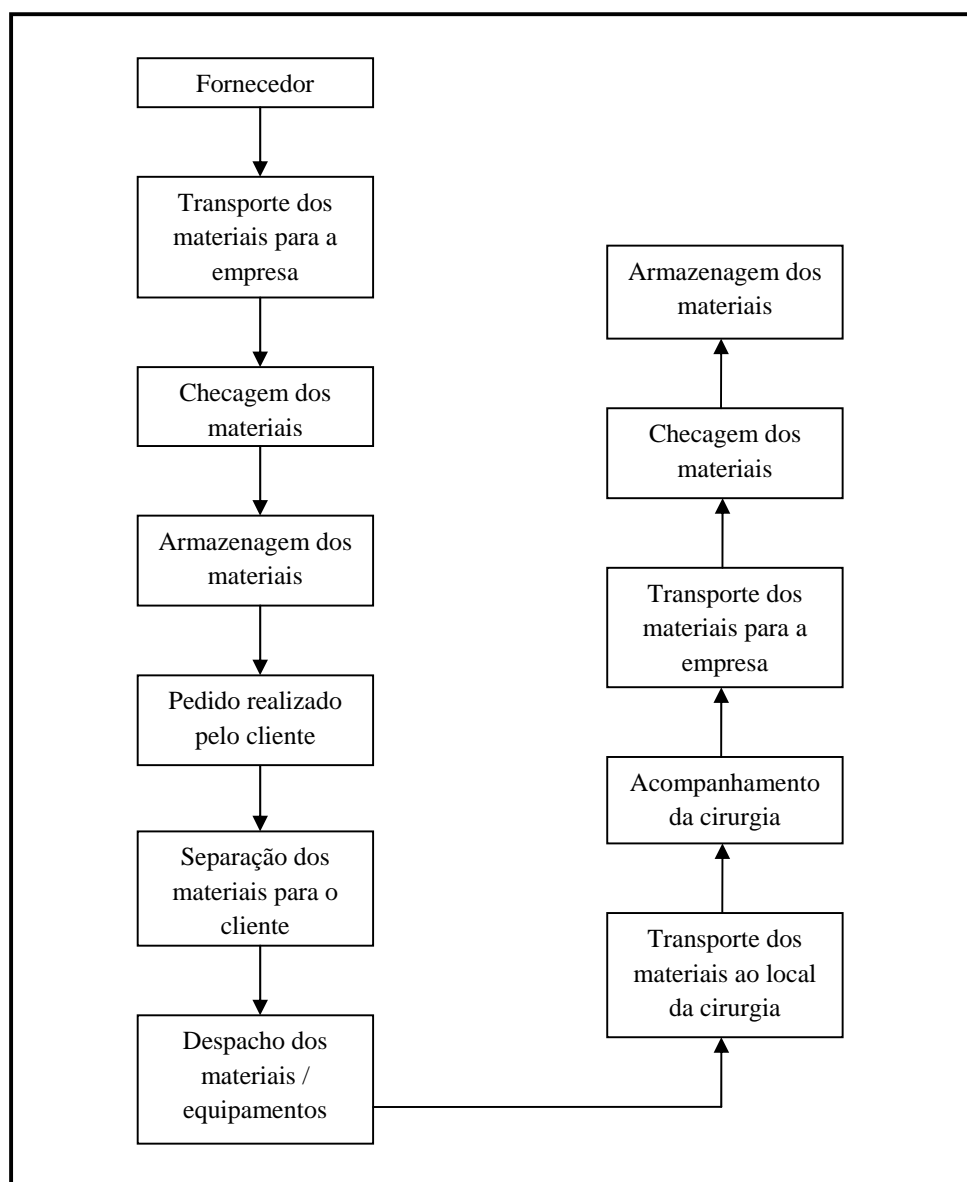 Fornecedor
Transporte dos
materiais para a
empresa
Checagem dos
materiais
Armazenagem dos
materiais
Pedido realizado
pelo cliente
Separação dos
materiais para o
cliente
Despacho dos
materiais /
equipamentos
Transporte dos
materiais ao local
da cirurgia
Acompanhamento
da cirurgia
Transporte dos
materiais para a
empresa
Checagem dos
materiais
Armazenagem dos
materiais